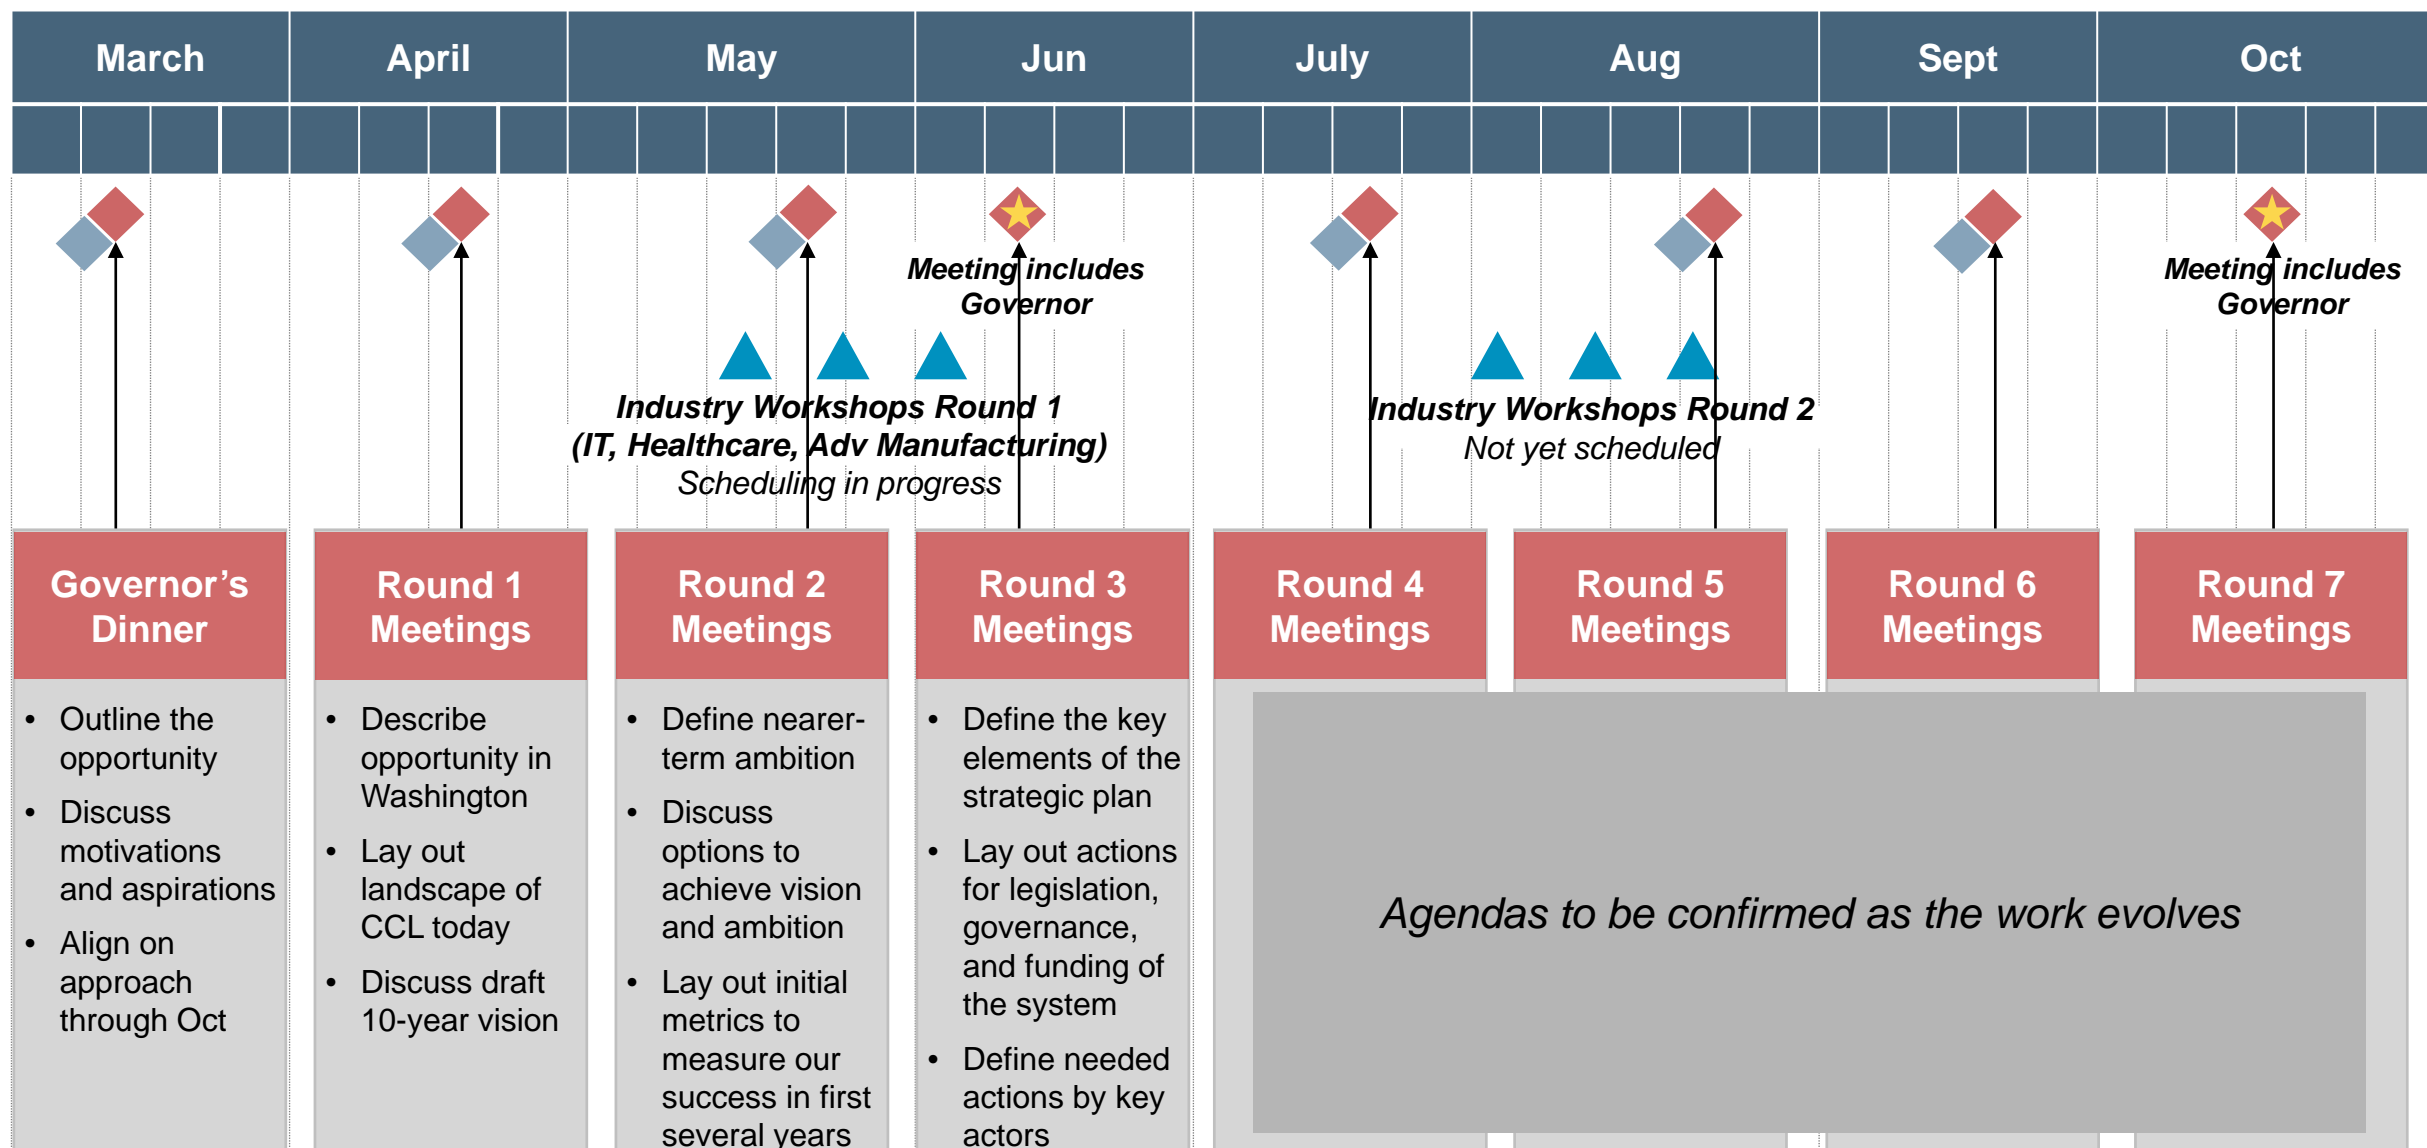 March
April
May
Jun
July
Aug
Sept
Oct
Meeting includes
Governor
Meeting includes
Governor
Industry Workshops Round 1
(IT, Healthcare, Adv Manufacturing)
Scheduling in progress
Industry Workshops Round 2
Not yet scheduled
Governor’s
Dinner
• Outline the
opportunity
• Discuss
motivations
and aspirations
• Align on
approach
through Oct
Round 1
Meetings
• Describe
opportunity in
Washington
• Lay out
landscape of
CCL today
• Discuss draft
10-year vision
Round 2
Meetings
• Define nearer-
term ambition
• Discuss
options to
achieve vision
and ambition
• Lay out initial
metrics to
measure our
success in first
several years
Round 3
Meetings
• Define the key
elements of the
strategic plan
• Lay out actions
for legislation,
governance,
and funding of
the system
• Define needed
actions by key
actors
Round 4
Meetings
Round 5
Meetings
Round 6
Meetings
Round 7
Meetings
Agendas to be confirmed as the work evolves